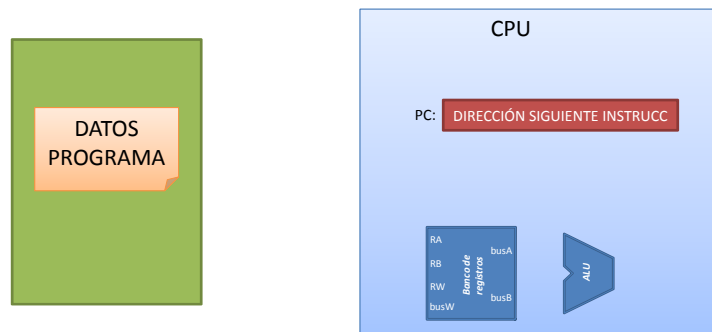 CPU
DATOS
PROGRAMA
PC:
DIRECCIÓN SIGUIENTE INSTRUCC
RA
RB
RW
busW
Banco de
registros
busA
busB
ALU